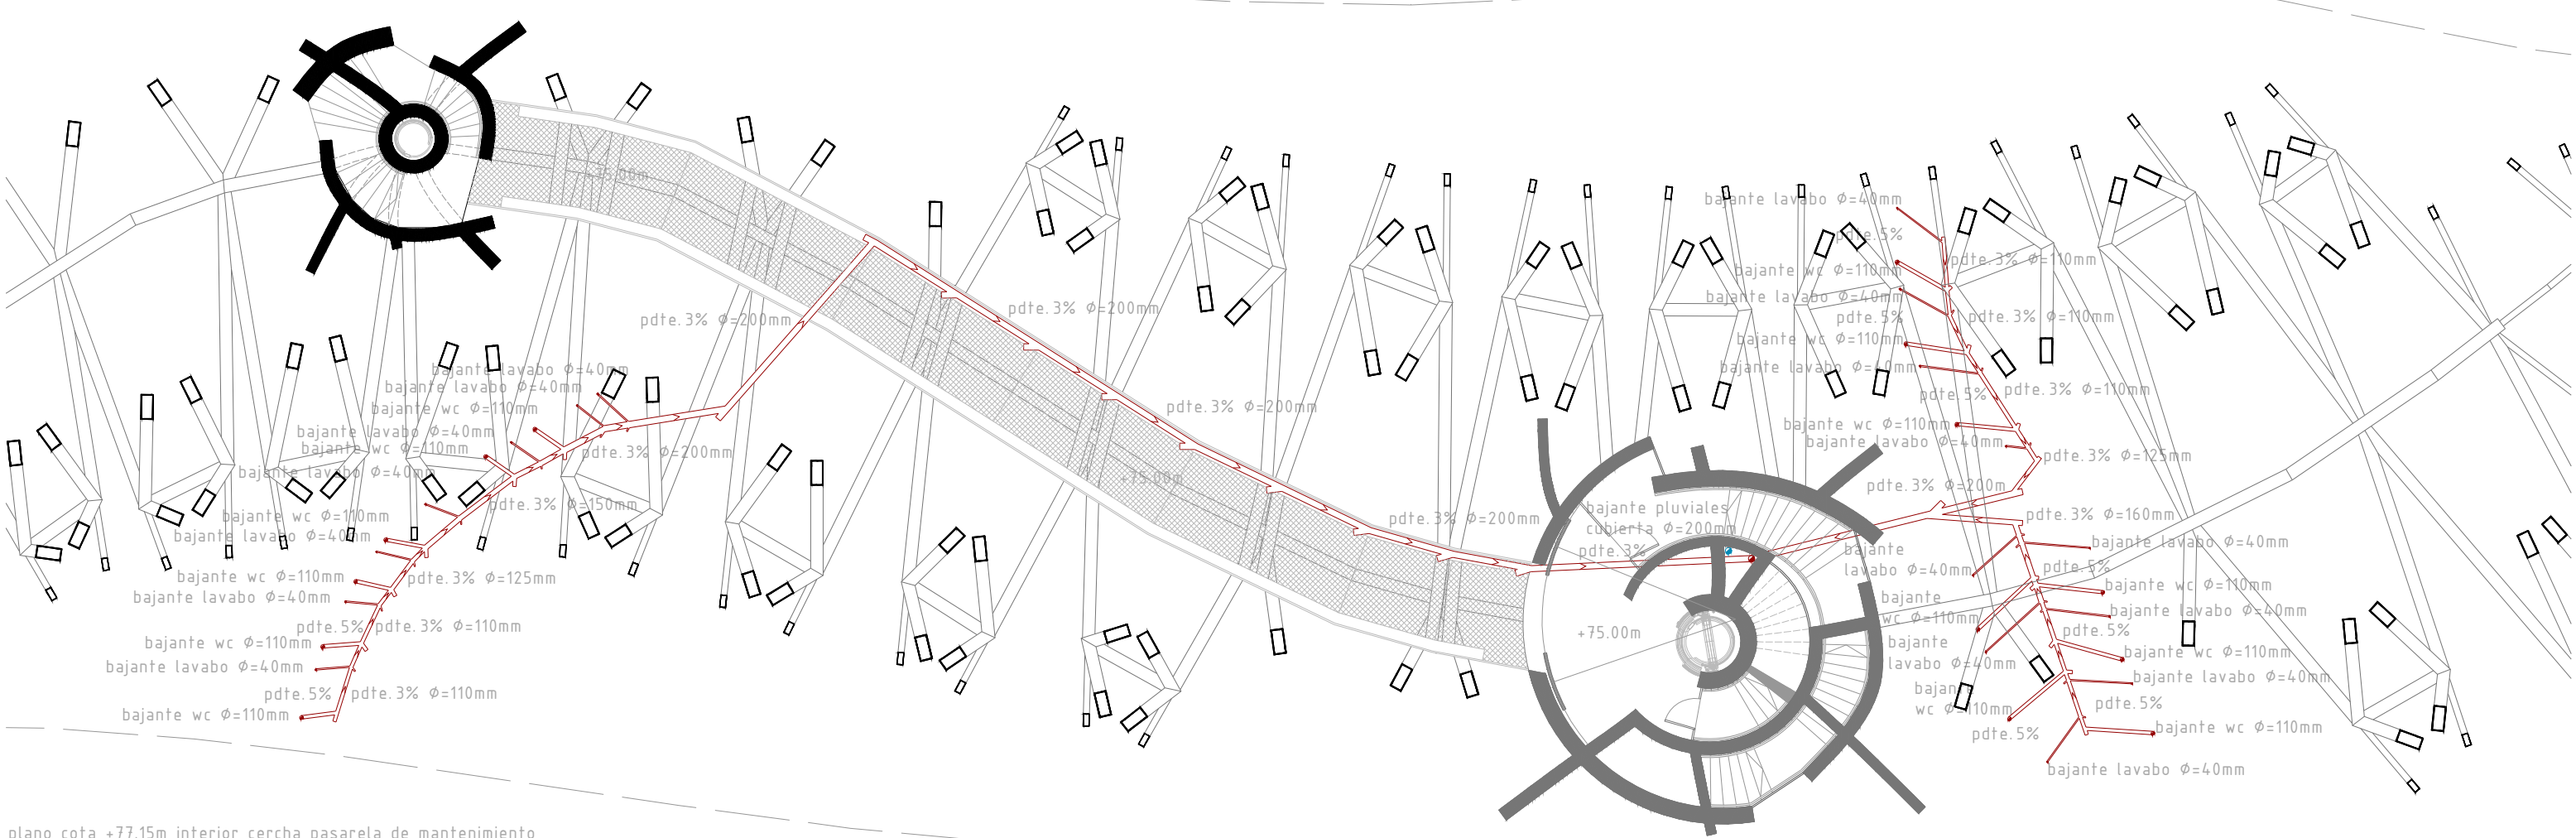 +75.00m
pdte.3% Ø=200mm
pdte.3% Ø=200mm
pdte.3% Ø=200mm
bajante lavabo Ø=40mm
bajante lavabo Ø=40mm
bajante wc Ø=110mm
bajante lavabo Ø=40mm
bajante wc Ø=110mm
bajante lavabo Ø=40mm
pdte.3% Ø=200mm
pdte.3% Ø=150mm
bajante wc Ø=110mm
bajante lavabo Ø=40mm
bajante wc Ø=110mm
pdte.3% Ø=125mm
bajante lavabo Ø=40mm
pdte.5%
pdte.3% Ø=110mm
bajante wc Ø=110mm
bajante lavabo Ø=40mm
pdte.5%
pdte.3% Ø=110mm
bajante wc Ø=110mm
+75.00m
pdte.3% Ø=200mm
bajante pluviales
cubierta Ø=200mm
pdte.3%
+75.00m
bajante lavabo Ø=40mm
pdte.5%
pdte.3% Ø=110mm
bajante wc Ø=110mm
bajante lavabo Ø=40mm
pdte.5%
pdte.3% Ø=110mm
bajante wc Ø=110mm
bajante lavabo Ø=40mm
pdte.5%
pdte.3% Ø=110mm
bajante wc Ø=110mm
bajante lavabo Ø=40mm
pdte.3% Ø=125mm
pdte.3% Ø=200m
pdte.3% Ø=160mm
bajante lavabo Ø=40mm
bajante
lavabo Ø=40mm
pdte.5%
bajante wc Ø=110mm
bajante
wc Ø=110mm
bajante lavabo Ø=40mm
pdte.5%
bajante
lavabo Ø=40mm
bajante wc Ø=110mm
bajante lavabo Ø=40mm
bajante
wc Ø=110mm
pdte.5%
pdte.5%
bajante wc Ø=110mm
bajante lavabo Ø=40mm
plano cota +77.15m interior cercha pasarela de mantenimiento